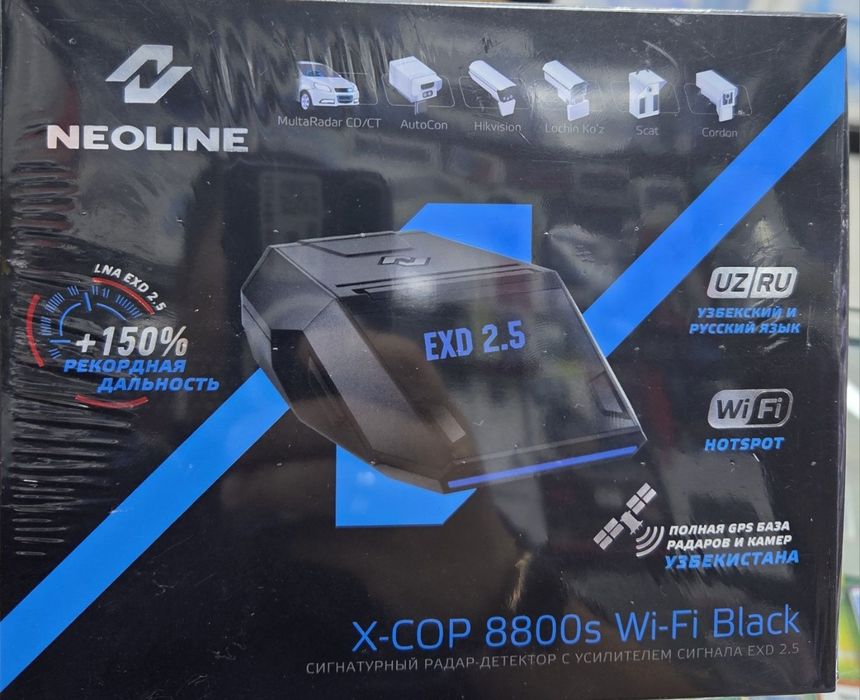 NEOLINE
MultaRadar CD/CT
AutoCon
Hikvision
Lochin Ko'z
Scat
Cordon
LNA EXD 2.5
+150%
РЕКОРДНАЯ
ДАЛЬНОСТЬ
EXD 2.5
UZ RU
УЗБЕКСКИЙ И
РУССКИЙ ЯЗЫК
Wi Fi
HOTSPOT
ПОЛНАЯ GPS БАЗА
РАДАРОВ И КАМЕР
УЗБЕКИСТАНА
X-COP 8800s Wi-Fi Black
СИГНАТУРНЫЙ РАДАР-ДЕТЕКТОР С УСИЛИТЕЛЕМ СИГНАЛА EXD 2.5